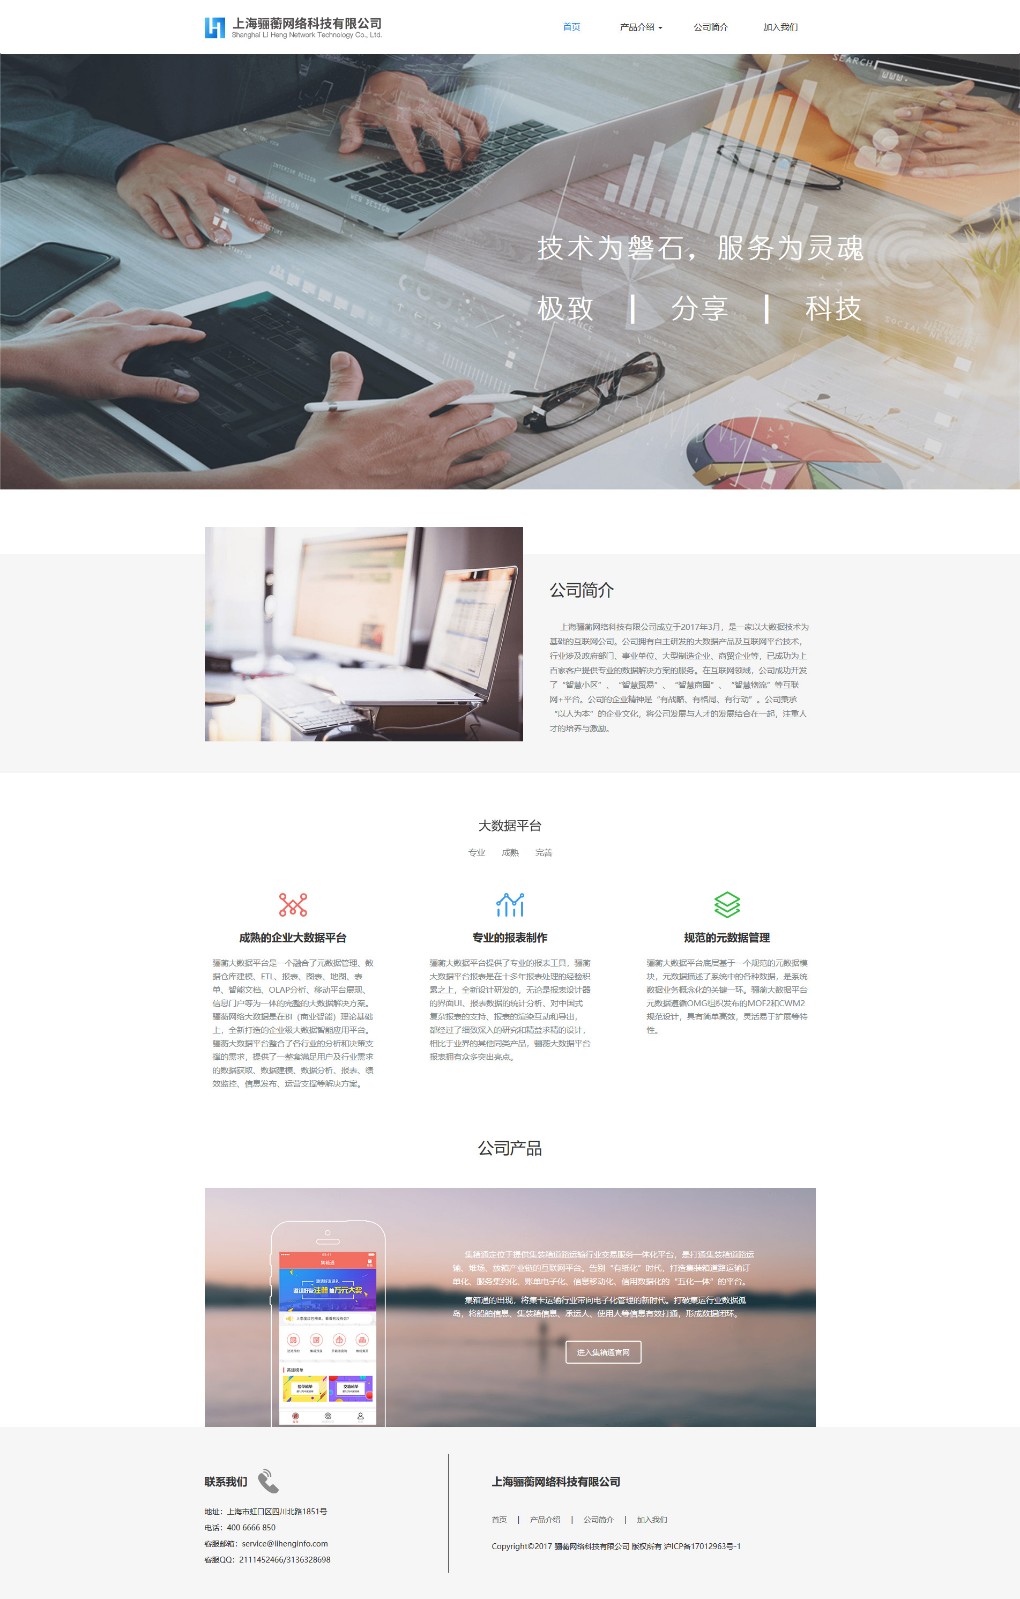 上海骊蘅网络科技有限公司
Shanghai Li Heng Network Technology Co., Ltd.
首页
产品介绍
公司简介
加入我们
SEARCH
WWW.
INTERIOR DESIGN
WEB DESIGN
SOLUTIONS
技术为磐石，服务为灵魂
极致 | 分享 | 科技
SOCIAL NETWORK
公司简介
上海骊蘅网络科技有限公司成立于2017年3月，是一家以大数据技术为
基础的互联网公司。公司拥有自主研发的大数据产品及互联网平台技术，
行业涉及政府部门、事业单位、大型制造企业、商贸企业等，已成功为上
百家客户提供专业的数据解决方案的服务。在互联网领域，公司成功开发
了“智慧小区”、“智慧贸易”、“智慧商圈”、“智慧物流”等互联
网+平台。公司的企业精神是“有战略、有格局、有行动”。公司秉承
“以人为本”的企业文化，将公司发展与人才的发展结合在一起，注重人
才的培养与激励。
大数据平台
专业 成熟 完善
成熟的企业大数据平台
骊蘅大数据平台是一个融合了元数据管理、数
据仓库建模、ETL、报表、图表、地图、表
单、智能文档、OLAP分析、移动平台展现、
信息门户等为一体的完整的大数据解决方案。
骊蘅网络大数据是在BI（商业智能）理论基础
上，全新打造的企业级大数据智能应用平台。
骊蘅大数据平台整合了各行业的分析和决策支
撑的需求，提供了一整套满足用户及行业需求
的数据获取、数据建模、数据分析、报表、绩
效监控、信息发布、运营支撑等解决方案。
专业的报表制作
骊蘅大数据平台提供了专业的报表工具，骊蘅
大数据平台报表是在十多年报表处理的经验积
累之上，全新设计研发的，无论是报表设计器
的界面UI、报表数据的统计分析、对中国式
复杂报表的支持、报表的渲染互动和导出，
都经过了细致深入的研究和精益求精的设计，
相比于业界的其他同类产品，骊蘅大数据平台
报表拥有众多突出亮点。
规范的元数据管理
骊蘅大数据平台底层基于一个规范的元数据模
块，元数据描述了系统中的各种数据，是系统
数据业务概念化的关键一环。骊蘅大数据平台
元数据遵循OMG组织发布的MOF2和CWM2
规范设计，具有简单高效，灵活易于扩展等特
性。
公司产品
集箱通定位于提供集装箱道路运输行业交易服务一体化平台，是打通集装箱道路运
输、堆场、放箱产业链的互联网平台。告别“有纸化”时代、打造集装箱道路运输订
单化、服务集约化、账单电子化、信息移动化、信用数据化的“五化一体”的平台。
集箱通的出现，将集卡运输行业带向电子化管理的新时代。打破集运行业数据孤
岛，将船舶信息、集装箱信息、承运人、使用人等信息有效打通，形成数据闭环。
进入集箱通官网
集箱通
联系我们
地址：上海市虹口区四川北路1851号
电话：400 6666 850
客服邮箱：service@lihenginfo.com
客服QQ：2111452466/3136328698
上海骊蘅网络科技有限公司
首页 | 产品介绍 | 公司简介 | 加入我们
Copyright©2017 骊蘅网络科技有限公司 版权所有 沪ICP备17012963号-1